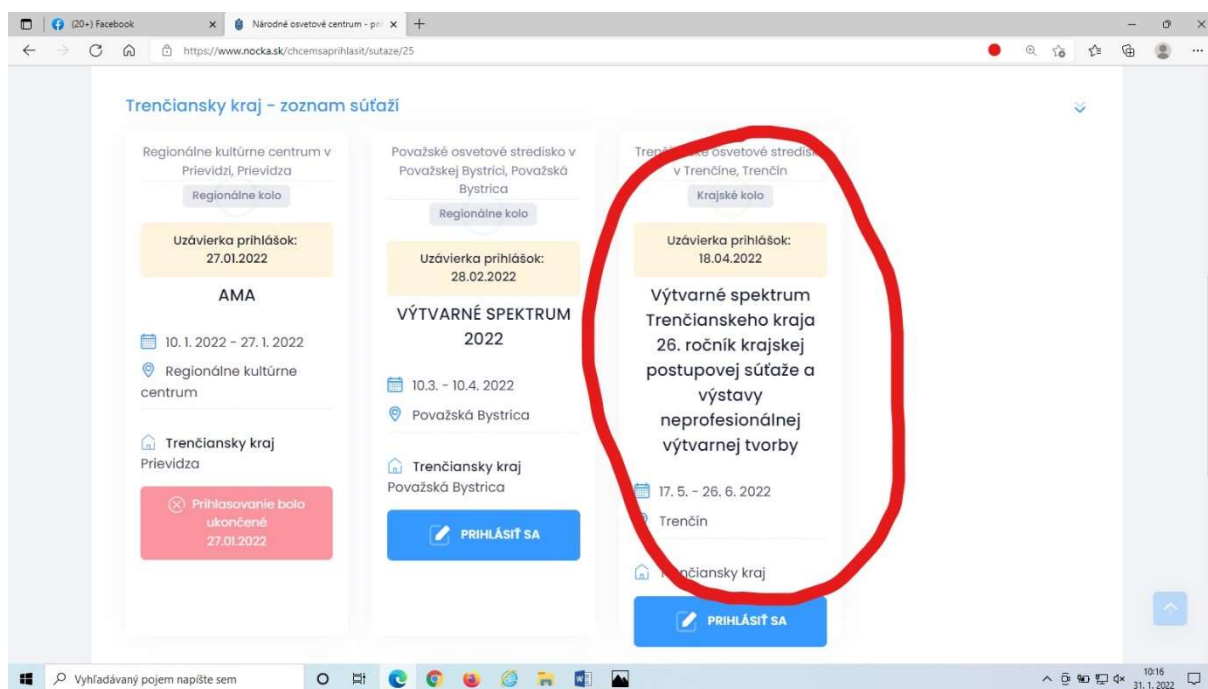 (20+) Facebook
Národné osvetové centrum - pri
https://www.nocka.sk/chcemsaprihlasit/sutaze/25
Trenčiansky kraj - zoznam súťaží
Regionálne kultúrne centrum v
Prievidzi, Prievidza
Regionálne kolo
Uzávierka prihlášok:
27.01.2022
AMA
10. 1. 2022 - 27. 1. 2022
Regionálne kultúrne
centrum
Trenčiansky kraj
Prievidza
Prihlasovanie bolo
ukončené
27.01.2022
Považské osvetové stredisko v
Považskej Bystrici, Považská
Bystrica
Regionálne kolo
Uzávierka prihlášok:
28.02.2022
VÝTVARNÉ SPEKTRUM
2022
10.3. - 10.4. 2022
Považská Bystrica
Trenčiansky kraj
Považská Bystrica
PRIHLÁSIŤ SA
osvetové
v Trenčíne, Trenčín
Krajské kolo
Uzávierka prihlášok:
18.04.2022
Výtvarné spektrum
Trenčianskeho kraja
26. ročník krajskej
postupovej súťaže a
výstavy
neprofesionálnej
výtvarnej tvorby
17. 5. - 26. 6. 2022
Trenčín
kraj
PRIHLÁSIŤ SA
Vyhľadávaný pojem napíšte sem
10:16
31. 1. 2022